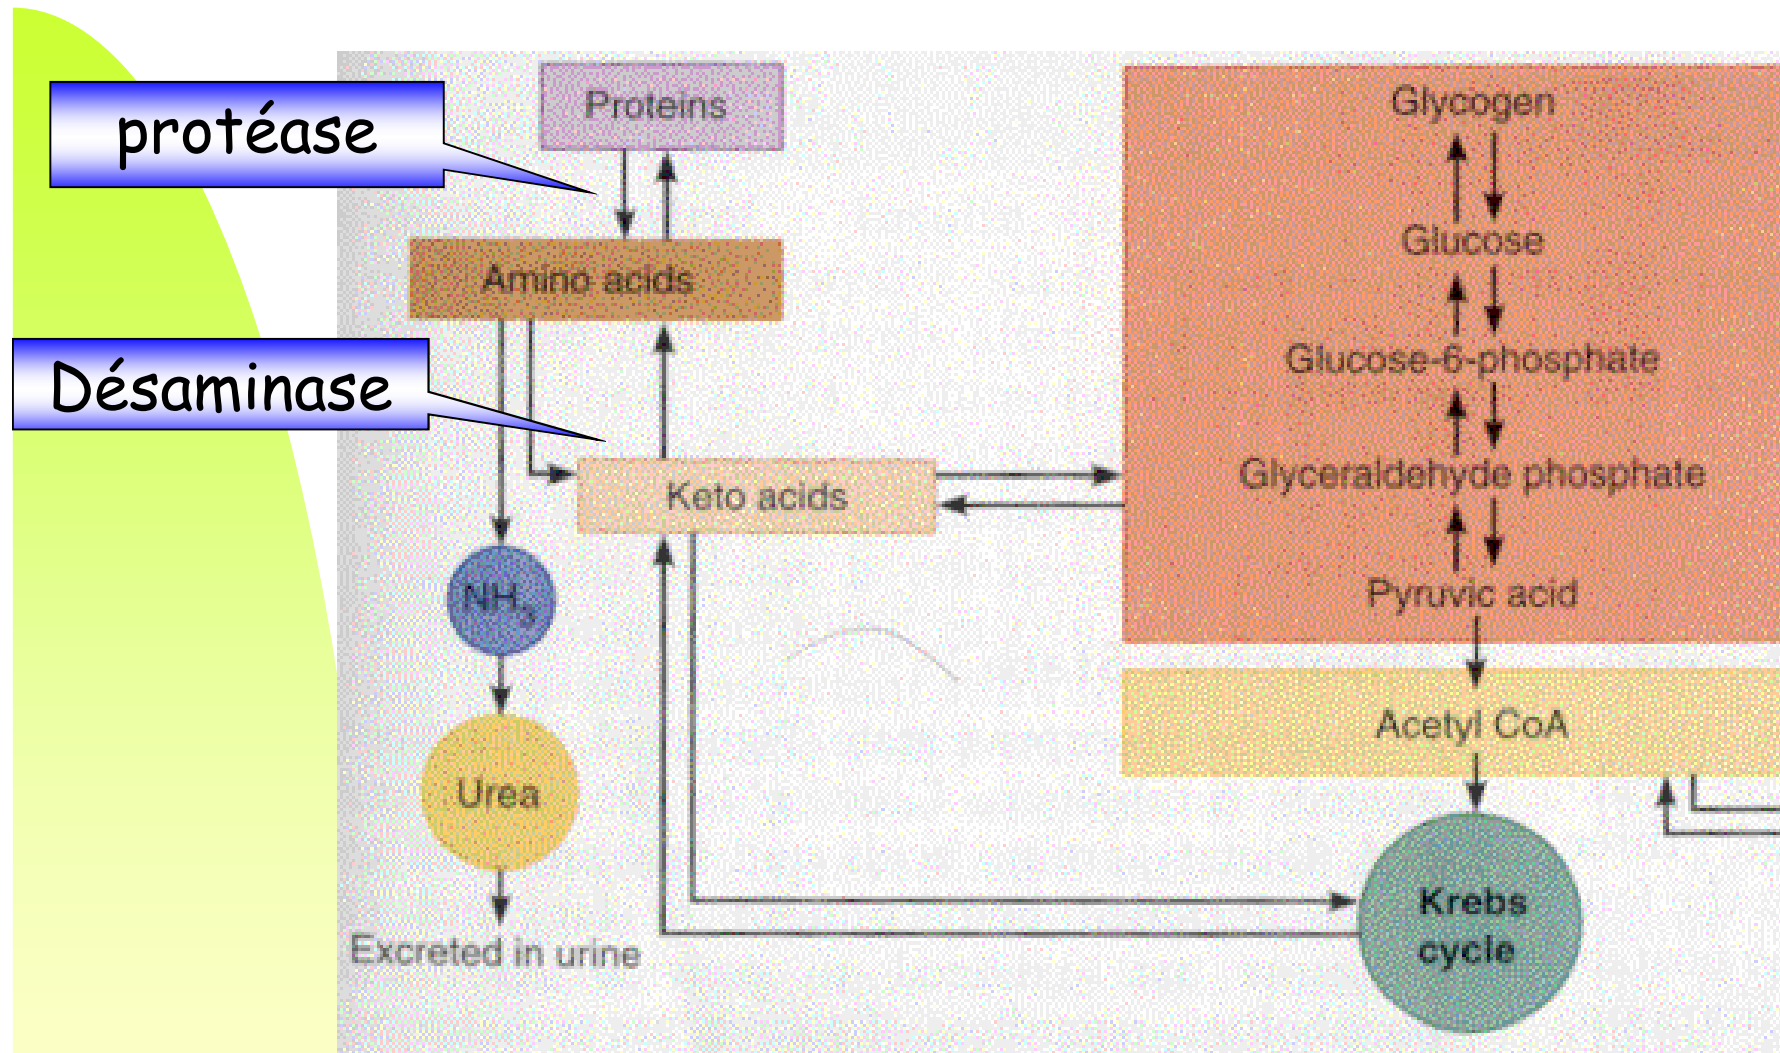 protéase
Proteins
Amino acids
Désaminase
Keto acids
NH3
Urea
Excreted in urine
Glycogen
Glucose
Glucose-6-phosphate
Glyceraldehyde phosphate
Pyruvic acid
Acetyl CoA
Krebs
cycle